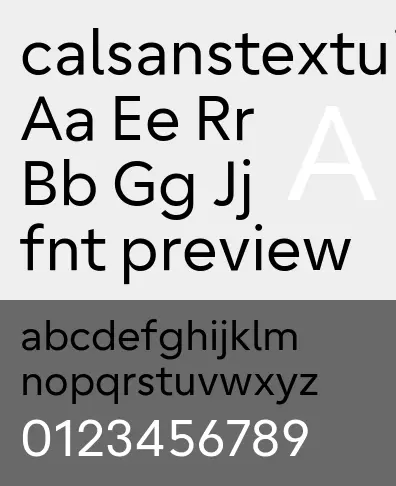 calsanstextu
Aa Ee Rr
A
Bb Gg Jj
fnt preview
abcdefghijklm
nopqrstuvwxyz
0123456789